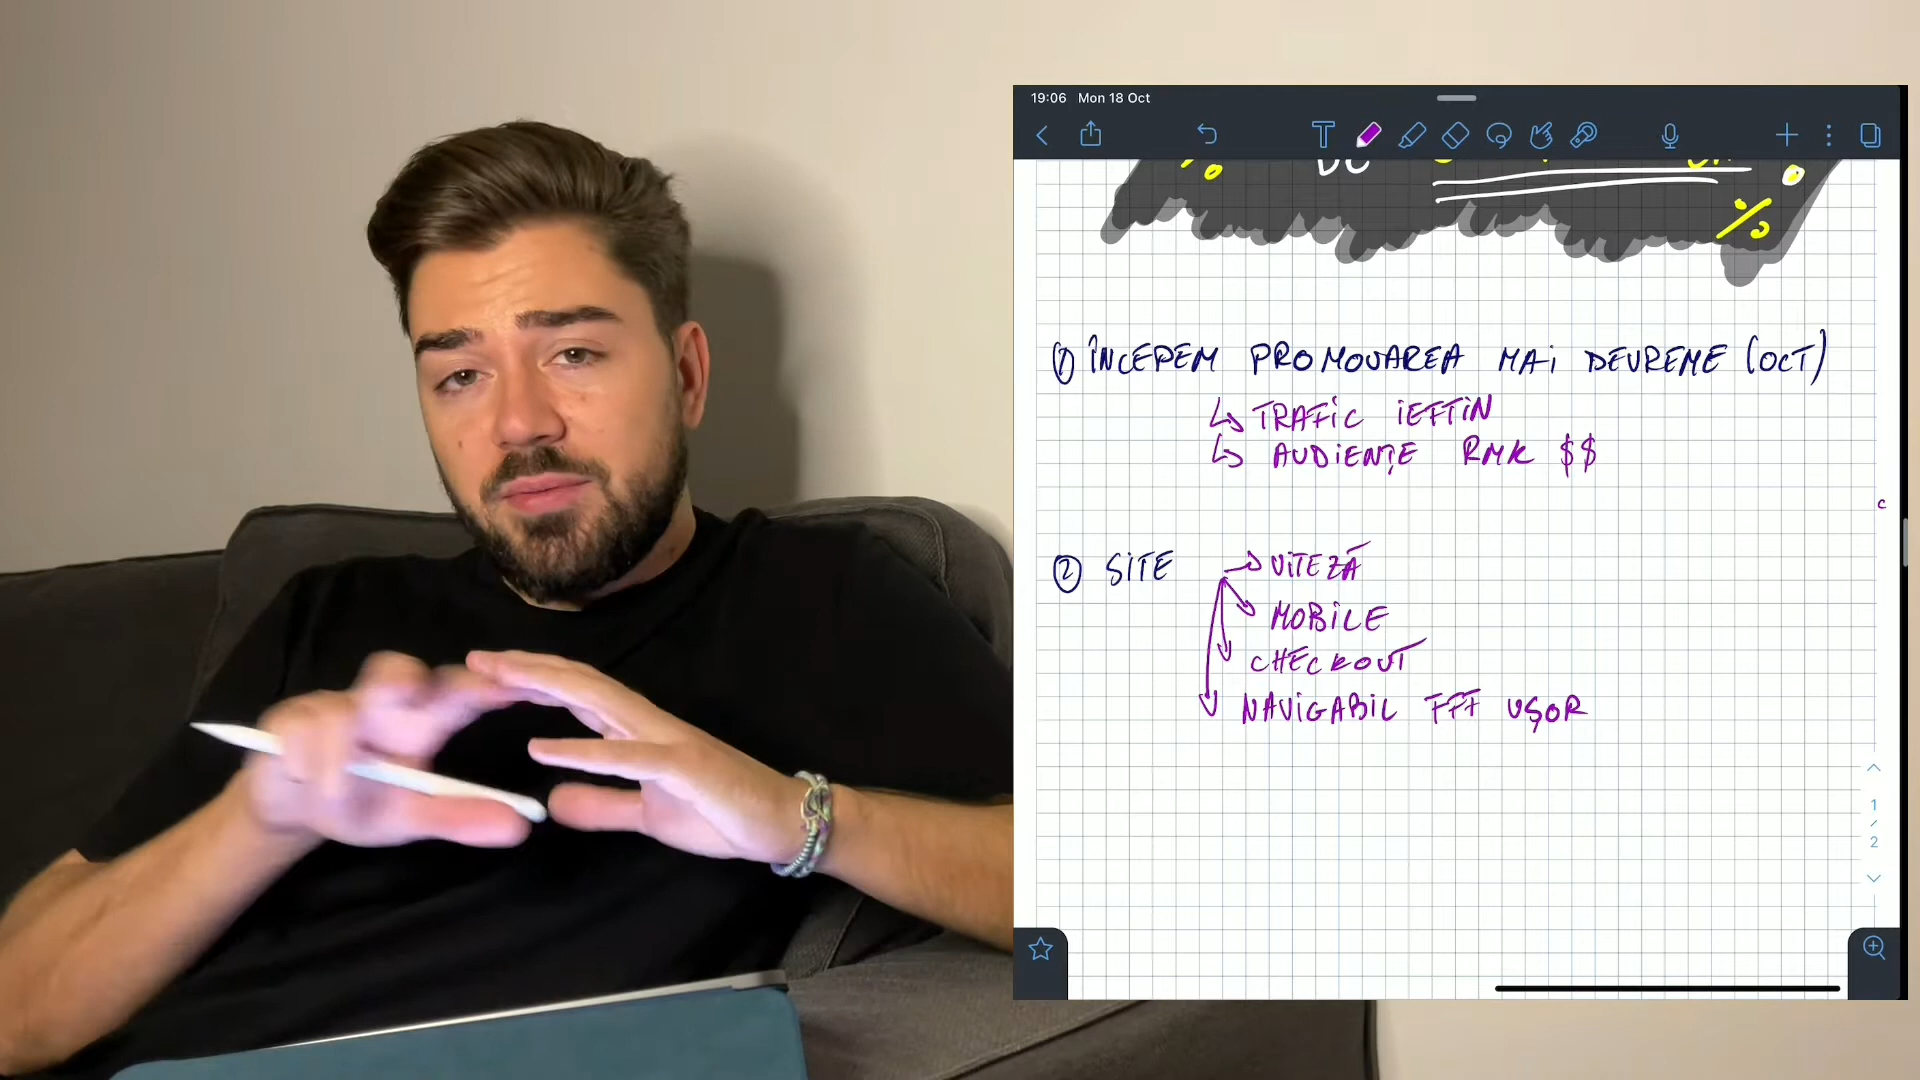 19:06 Mon 18 Oct
%
① ÎNCEPEM PROMOVAREA MAI DEVREME (OCT)
↳ TRAFIC IEFTIN
↳ AUDIENȚE RMK $$
② SITE → VITEZĂ
MOBILE
CHECKOUT
NAVIGABIL FFF UȘOR
1
/
2